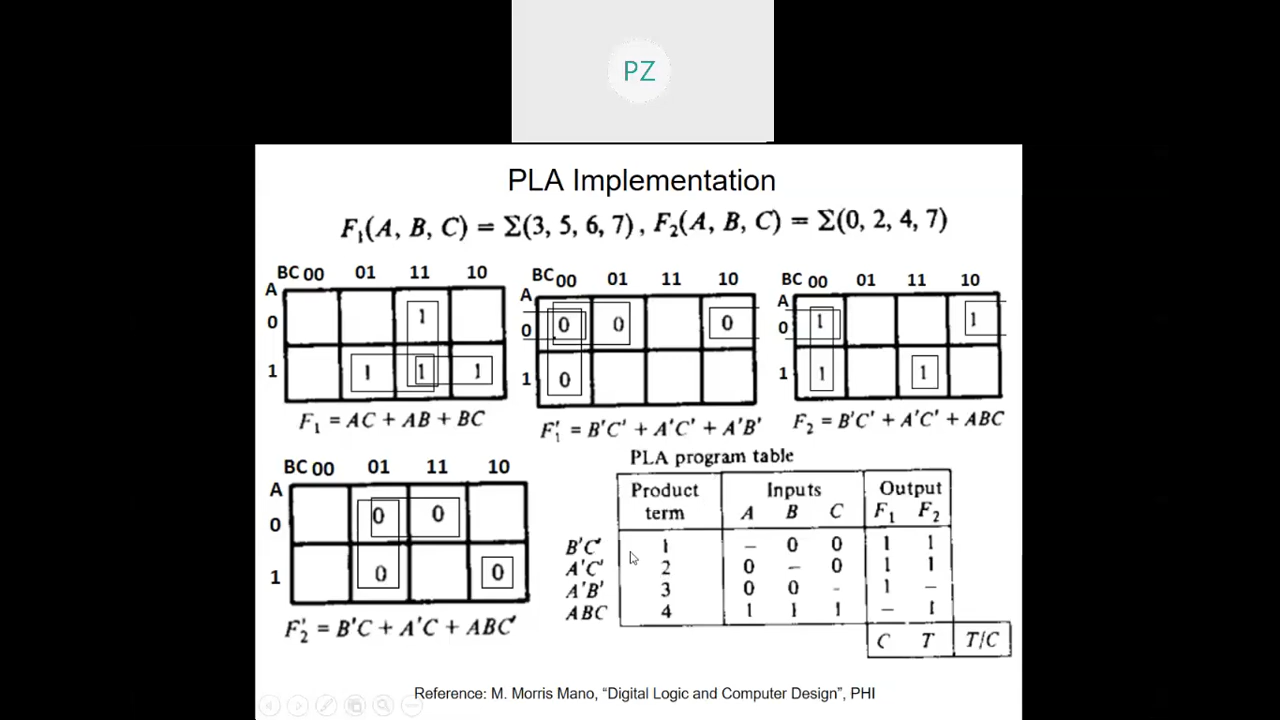 PZ
PLA Implementation
F₁(A, B, C) = Σ(3, 5, 6, 7), F₂(A, B, C) = Σ(0, 2, 4, 7)
BC 00 01 11 10
A
0 1
1 1 1 1
F₁ = AC + AB + BC
BC 00 01 11 10
A
0 0 0 0
1 0
F₁' = B'C' + A'C' + A'B'
BC 00 01 11 10
A
0 1 1
1 1 1
F₂ = B'C' + A'C' + ABC
BC 00 01 11 10
A
0 0 0
1 0 0
F₂' = B'C + A'C + ABC'
PLA program table
Product Inputs Output
term A B C F₁ F₂
B'C' 1 – 0 0 1 1
A'C' 2 0 – 0 1 1
A'B' 3 0 0 - 1 –
ABC 4 1 1 1 – 1
C T T/C
Reference: M. Morris Mano, “Digital Logic and Computer Design”, PHI